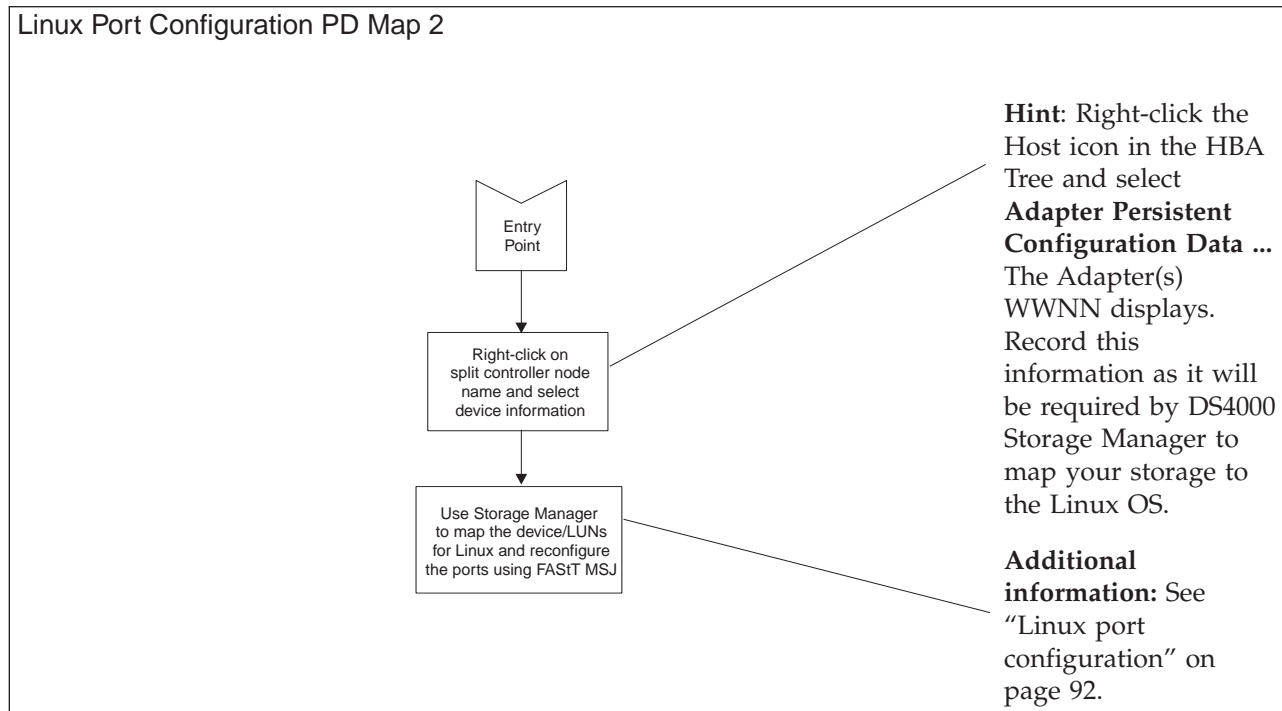 Linux Port Configuration PD Map 2
Entry
Point
Right-click on
split controller node
name and select
device information
Use Storage Manager
to map the device/LUNs
for Linux and reconfigure
the ports using FAStT MSJ
Hint: Right-click the
Host icon in the HBA
Tree and select
Adapter Persistent
Configuration Data ...
The Adapter(s)
WWNN displays.
Record this
information as it will
be required by DS4000
Storage Manager to
map your storage to
the Linux OS.
Additional
information: See
“Linux port
configuration” on
page 92.